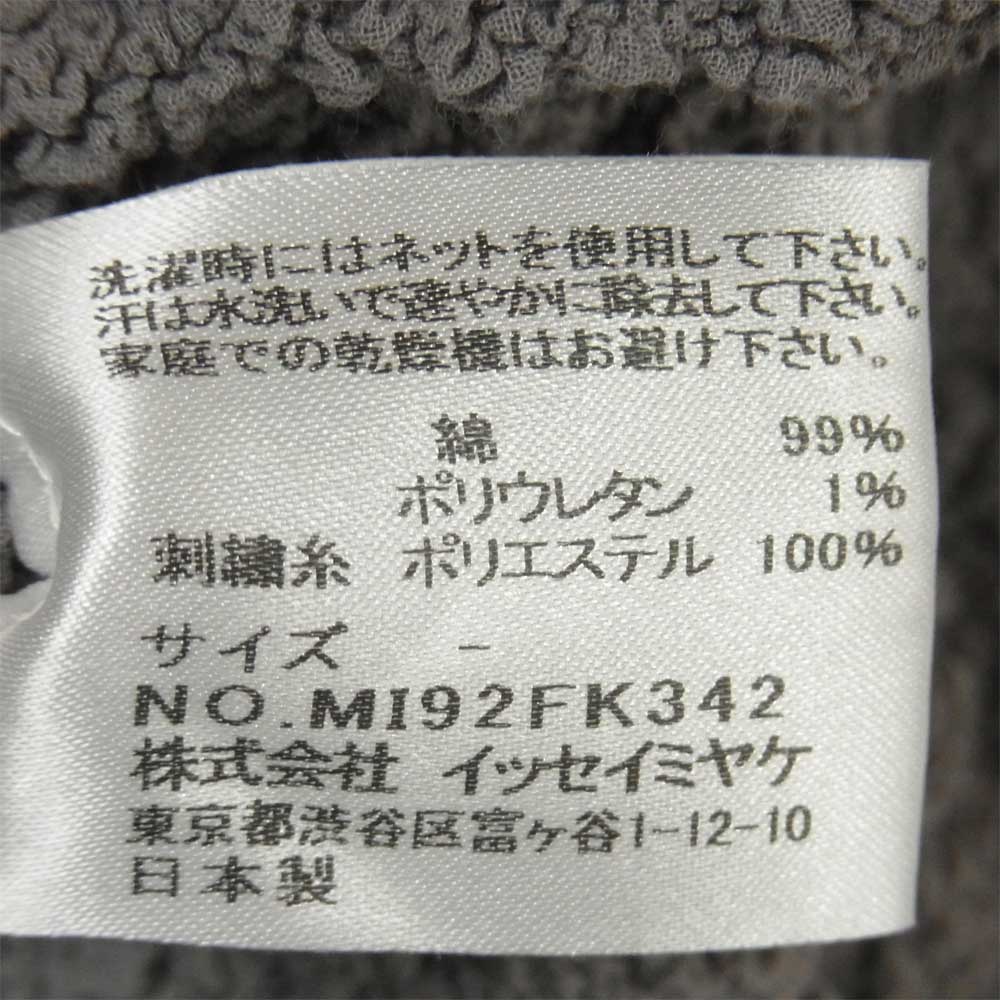 洗濯時にはネットを使用して下さい。
汗は水洗いで速やかに除去して下さい。
家庭での乾燥機はお避け下さい。
綿 99%
ポリウレタン 1%
刺繍糸 ポリエステル 100%
サイズ -
NO.MI92FK342
株式会社 イッセイミヤケ
東京都渋谷区富ヶ谷1-12-10
日本製